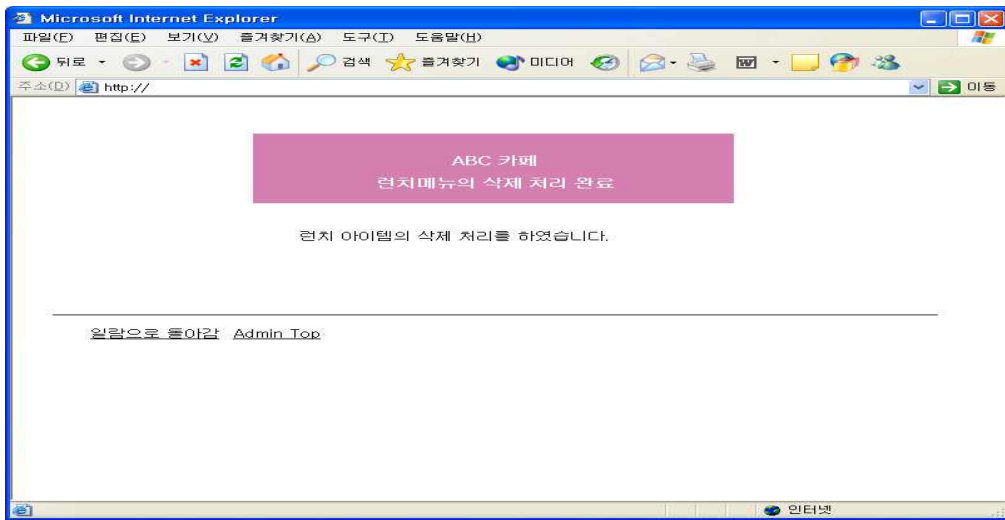 Microsoft Internet Explorer
파일(F) 편집(E) 보기(V) 즐겨찾기(A) 도구(T) 도움말(H)
뒤로 검색 즐겨찾기 미디어
주소(D) http:// 이동
ABC 카페
런치메뉴의 삭제 처리 완료
런치 아이템의 삭제 처리를 하였습니다.
일람으로 돌아감 Admin Top
인터넷